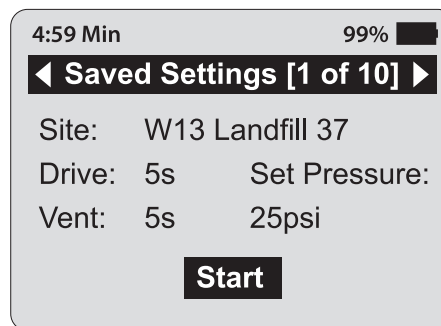 4:59 Min 99%
◀ Saved Settings [1 of 10] ▶
Site: W13 Landfill 37
Drive: 5s Set Pressure:
Vent: 5s 25psi
Start